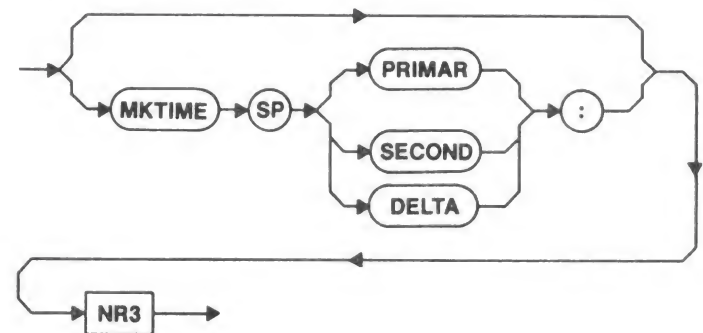 PRIMAR
MKTIME SP :
SECOND
DELTA
NR3